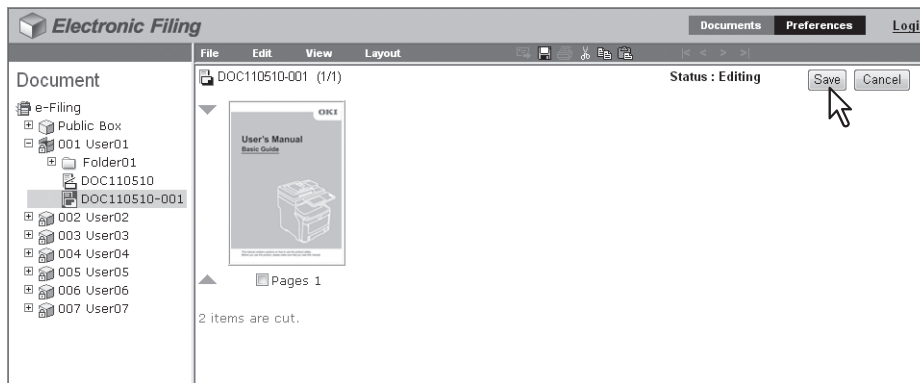 Electronic Filing
Documents Preferences Logi
File Edit View Layout
|< < > >|
Document
e-Filing
Public Box
001 User01
Folder01
DOC110510
DOC110510-001
002 User02
003 User03
004 User04
005 User05
006 User06
007 User07
DOC110510-001 (1/1)
Status : Editing
Save Cancel
OKI
User's Manual
Basic Guide
Pages 1
2 items are cut.